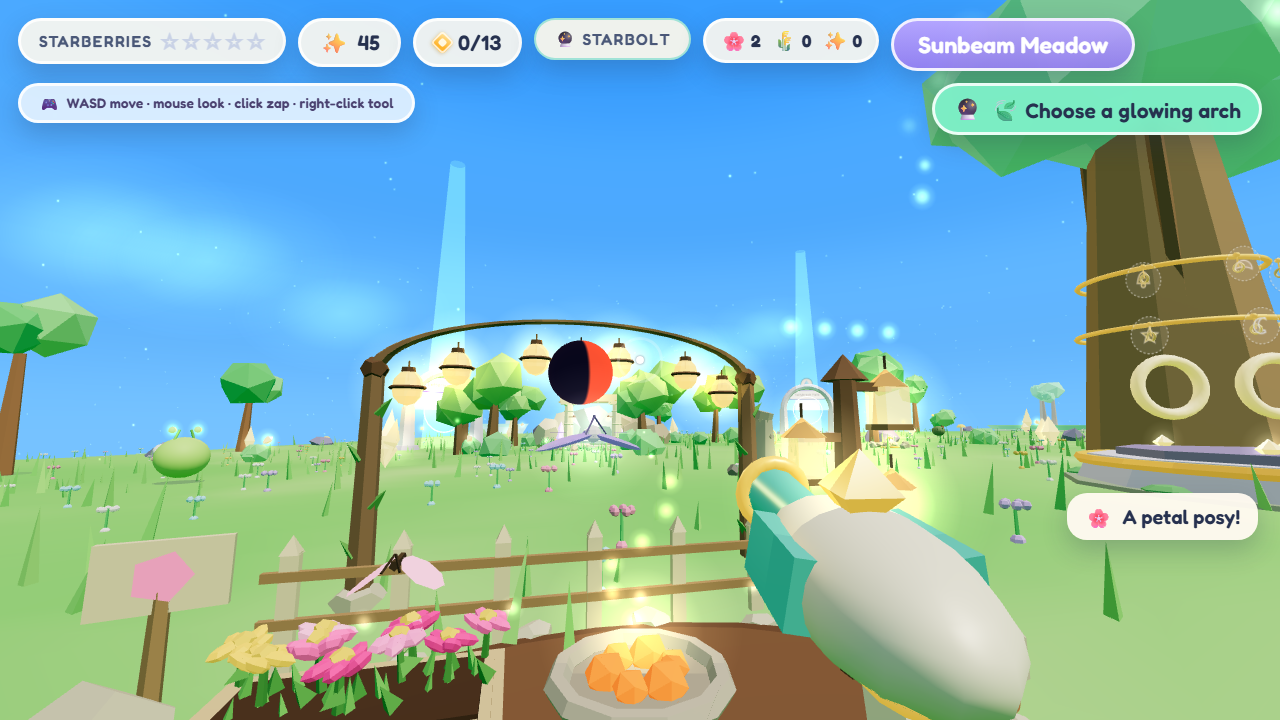 STARBERRIES
45
0/13
STARBOLT
2 0 0
Sunbeam Meadow
WASD move · mouse look · click zap · right-click tool
Choose a glowing arch
A petal posy!